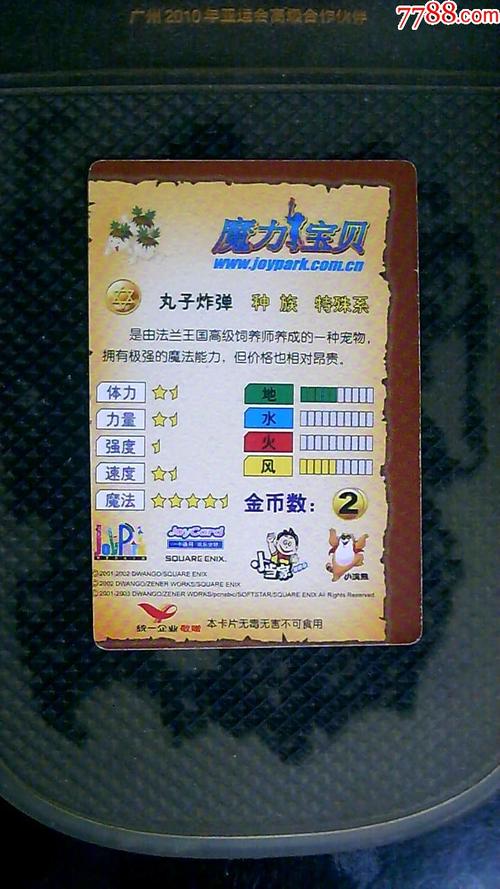 7788.com
广州2010年亚运会高级合作伙伴
魔力宝贝
www.joypark.com.cn
丸子炸弹 种族 特殊系
是由法兰王国高级饲养师养成的一种宠物，
拥有极强的魔法能力，但价格也相对昂贵。
体力 地
力量 水
强度 火
速度 风
魔法 金币数： 2
JoyPark JoyCard 小当家
SQUARE ENIX. 小浣熊
©2001-2002 DWANGO/SQUARE ENIX
©2002 DWANGO/ZENER WORKS/SQUARE ENIX
©2001-2003 DWANGO/ZENER WORKS/pcnsabc/SOFTSTAR/SQUARE ENIX All Rights Reserved.
统一企业敬赠 本卡片无毒无害不可食用